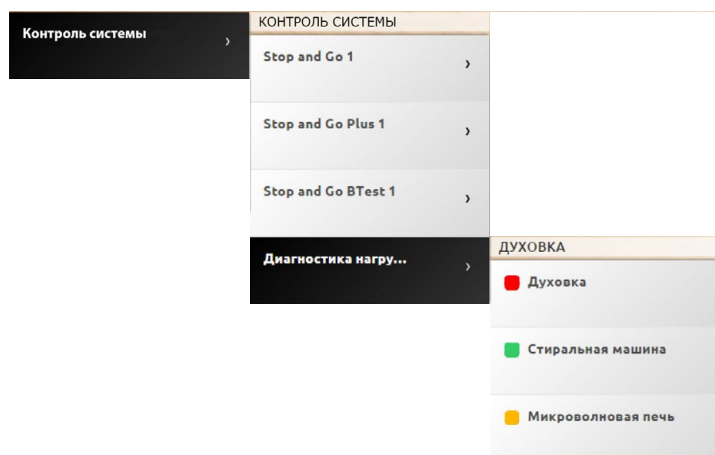 Контроль системы
КОНТРОЛЬ СИСТЕМЫ
Stop and Go 1
Stop and Go Plus 1
Stop and Go BTest 1
Диагностика нагру...
ДУХОВКА
Духовка
Стиральная машина
Микроволновая печь